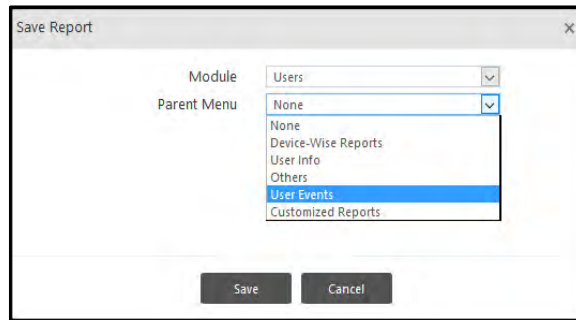 Save Report ×
Module Users
Parent Menu None
None
Device-Wise Reports
User Info
Others
User Events
Customized Reports
Save Cancel